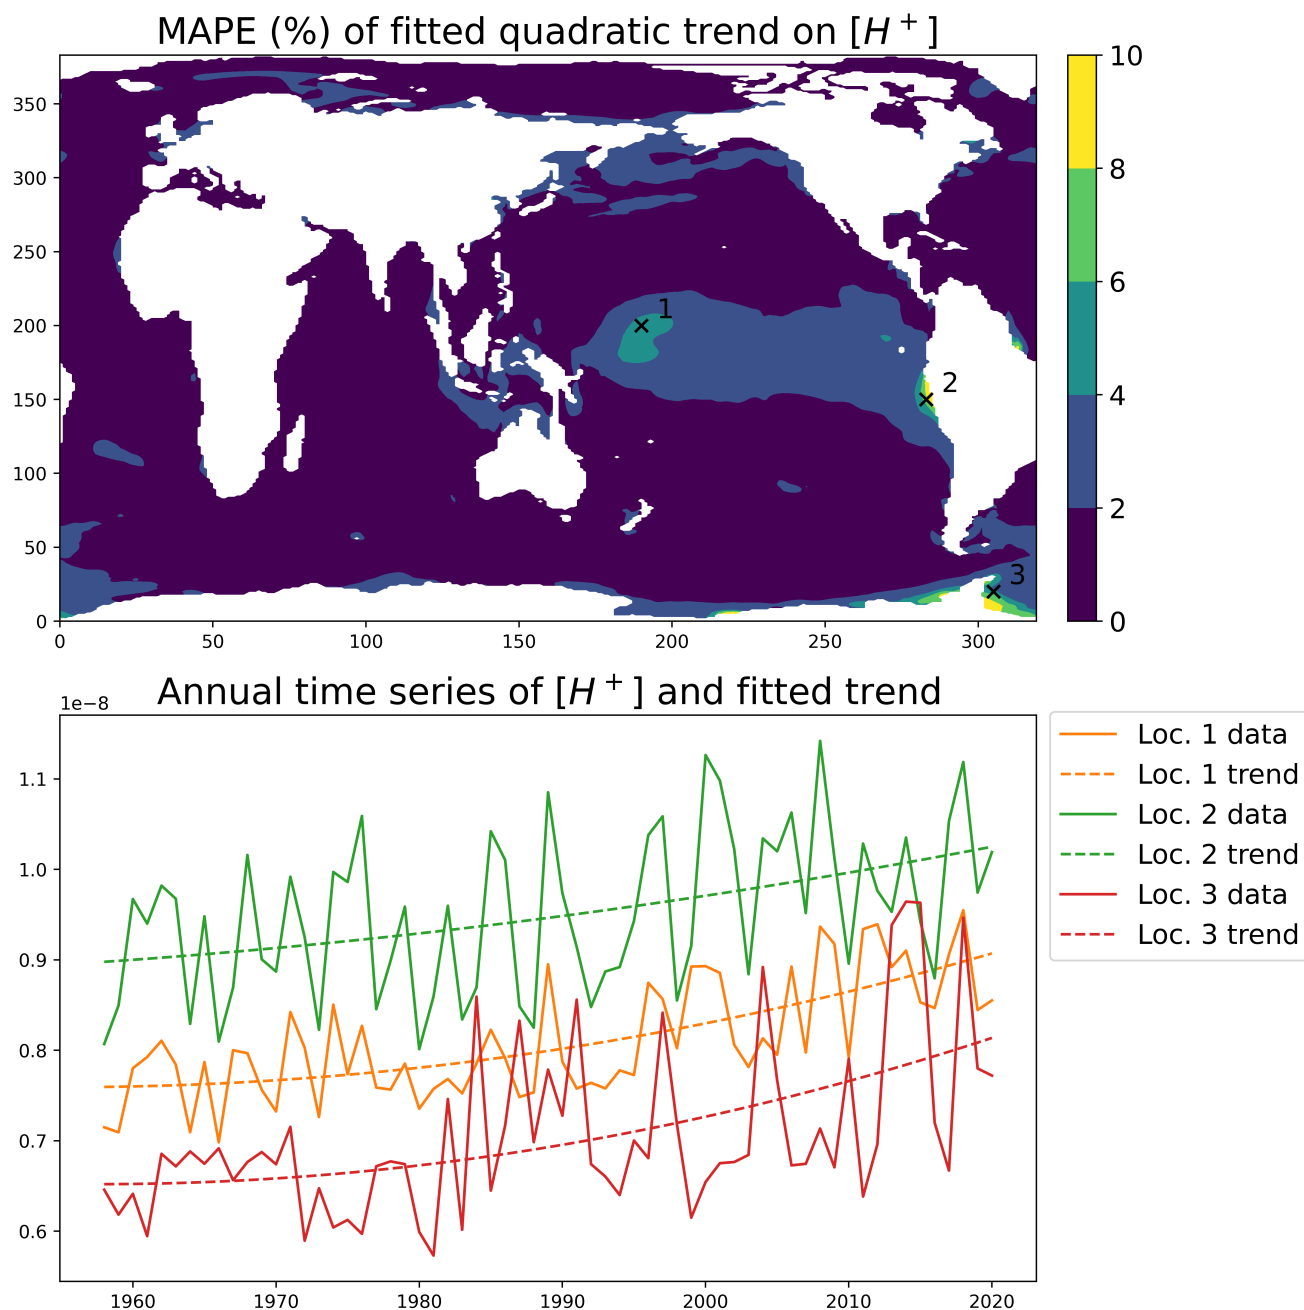 MAPE (%) of fitted quadratic trend on [H⁺]
350
300
250
200
150
100
50
0
0 50 100 150 200 250 300
1
2
3
10
8
6
4
2
0
Annual time series of [H⁺] and fitted trend
1e−8
1.1
1.0
0.9
0.8
0.7
0.6
1960 1970 1980 1990 2000 2010 2020
Loc. 1 data
Loc. 1 trend
Loc. 2 data
Loc. 2 trend
Loc. 3 data
Loc. 3 trend